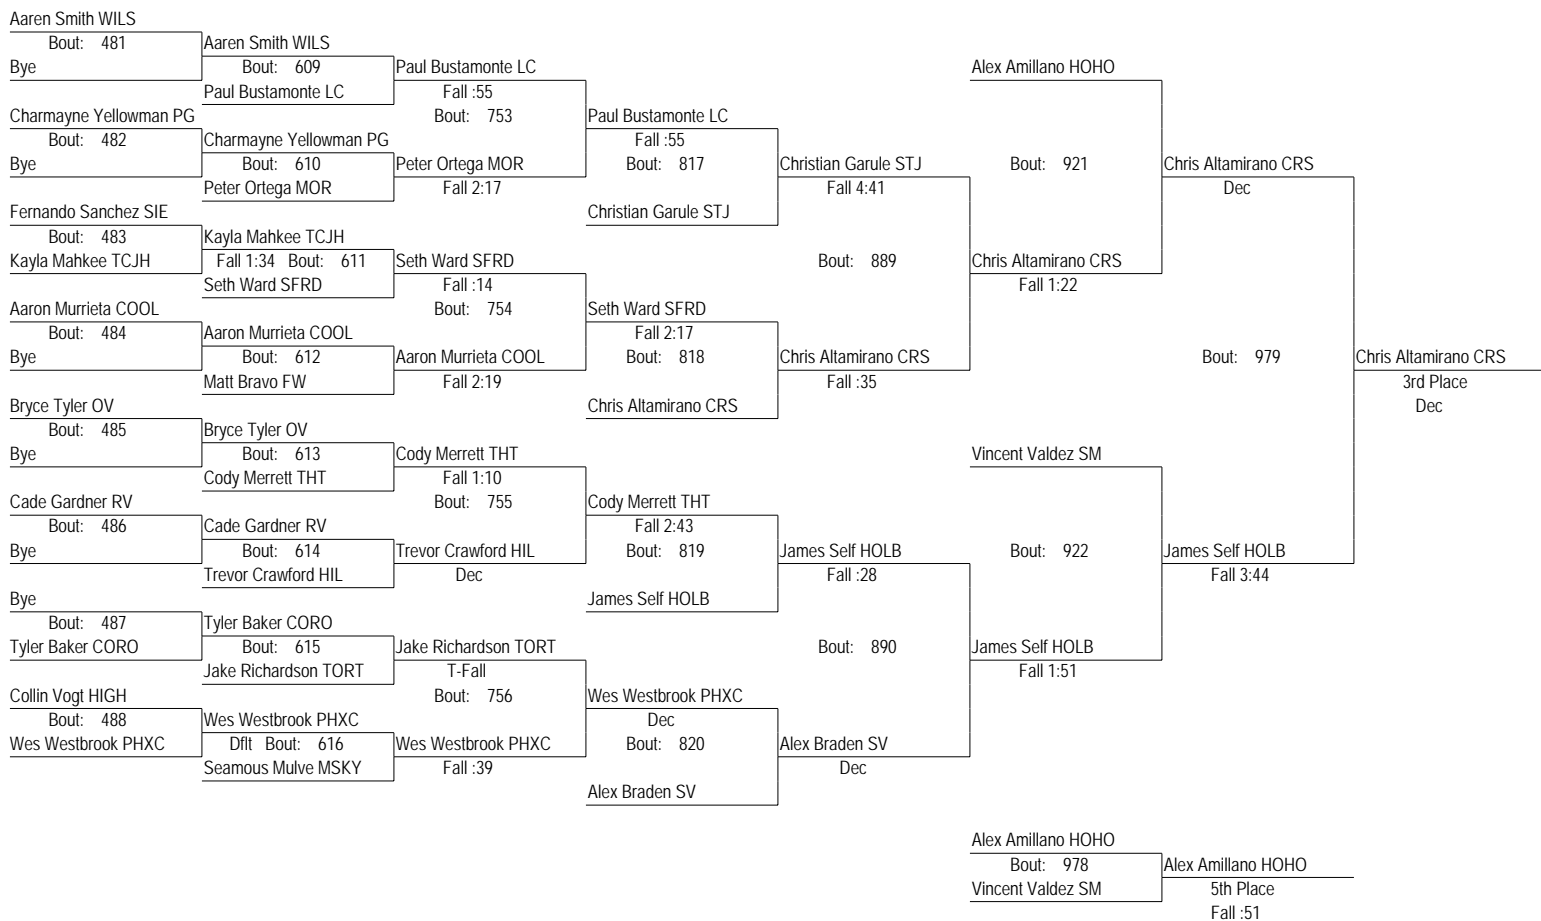 Aaren Smith WILS
Bout: 481 Aaren Smith WILS
Bye Bout: 609 Paul Bustamonte LC Alex Amillano HOHO
Paul Bustamonte LC Fall :55
Charmayne Yellowman PG Bout: 753 Paul Bustamonte LC
Bout: 482 Charmayne Yellowman PG Fall :55
Bye Bout: 610 Peter Ortega MOR Bout: 817 Christian Garule STJ Bout: 921 Chris Altamirano CRS
Peter Ortega MOR Fall 2:17 Fall 4:41 Dec
Fernando Sanchez SIE Christian Garule STJ
Bout: 483 Kayla Mahkee TCJH
Kayla Mahkee TCJH Fall 1:34 Bout: 611 Seth Ward SFRD Bout: 889 Chris Altamirano CRS
Seth Ward SFRD Fall :14 Fall 1:22
Aaron Murrieta COOL Bout: 754 Seth Ward SFRD
Bout: 484 Aaron Murrieta COOL Fall 2:17
Bye Bout: 612 Aaron Murrieta COOL Bout: 818 Chris Altamirano CRS Bout: 979 Chris Altamirano CRS
Matt Bravo FW Fall 2:19 Fall :35 3rd Place
Bryce Tyler OV Chris Altamirano CRS Dec
Bout: 485 Bryce Tyler OV
Bye Bout: 613 Cody Merrett THT Vincent Valdez SM
Cody Merrett THT Fall 1:10
Cade Gardner RV Bout: 755 Cody Merrett THT
Bout: 486 Cade Gardner RV Fall 2:43
Bye Bout: 614 Trevor Crawford HIL Bout: 819 James Self HOLB Bout: 922 James Self HOLB
Trevor Crawford HIL Dec Fall :28 Fall 3:44
Bye James Self HOLB
Bout: 487 Tyler Baker CORO
Tyler Baker CORO Bout: 615 Jake Richardson TORT Bout: 890 James Self HOLB
Jake Richardson TORT T-Fall Fall 1:51
Collin Vogt HIGH Bout: 756 Wes Westbrook PHXC
Bout: 488 Wes Westbrook PHXC Dec
Wes Westbrook PHXC Dflt Bout: 616 Wes Westbrook PHXC Bout: 820 Alex Braden SV
Seamous Mulve MSKY Fall :39 Dec
Alex Braden SV
Alex Amillano HOHO
Bout: 978 Alex Amillano HOHO
Vincent Valdez SM 5th Place
Fall :51